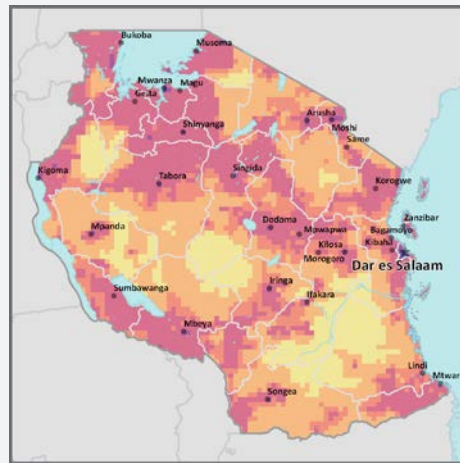 Bukoba
Musoma
Mwanza
Magu
Geita
Shinyanga
Arusha
Moshi
Same
Kigoma
Tabora
Singida
Korogwe
Mpanda
Dodoma
Mpwapwa
Zanzibar
Bagamoyo
Kilosa
Kibaha
Morogoro
Dar es Salaam
Sumbawanga
Iringa
Ifakara
Mbeya
Lindi
Mtwar
Songea